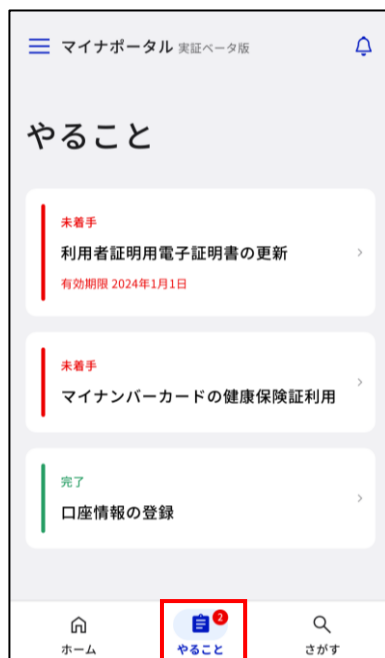 マイナポータル 実証ベータ版
やること
未着手
利用者証明用電子証明書の更新
有効期限 2024年1月1日
未着手
マイナンバーカードの健康保険証利用
完了
口座情報の登録
2
ホーム
やること
さがす